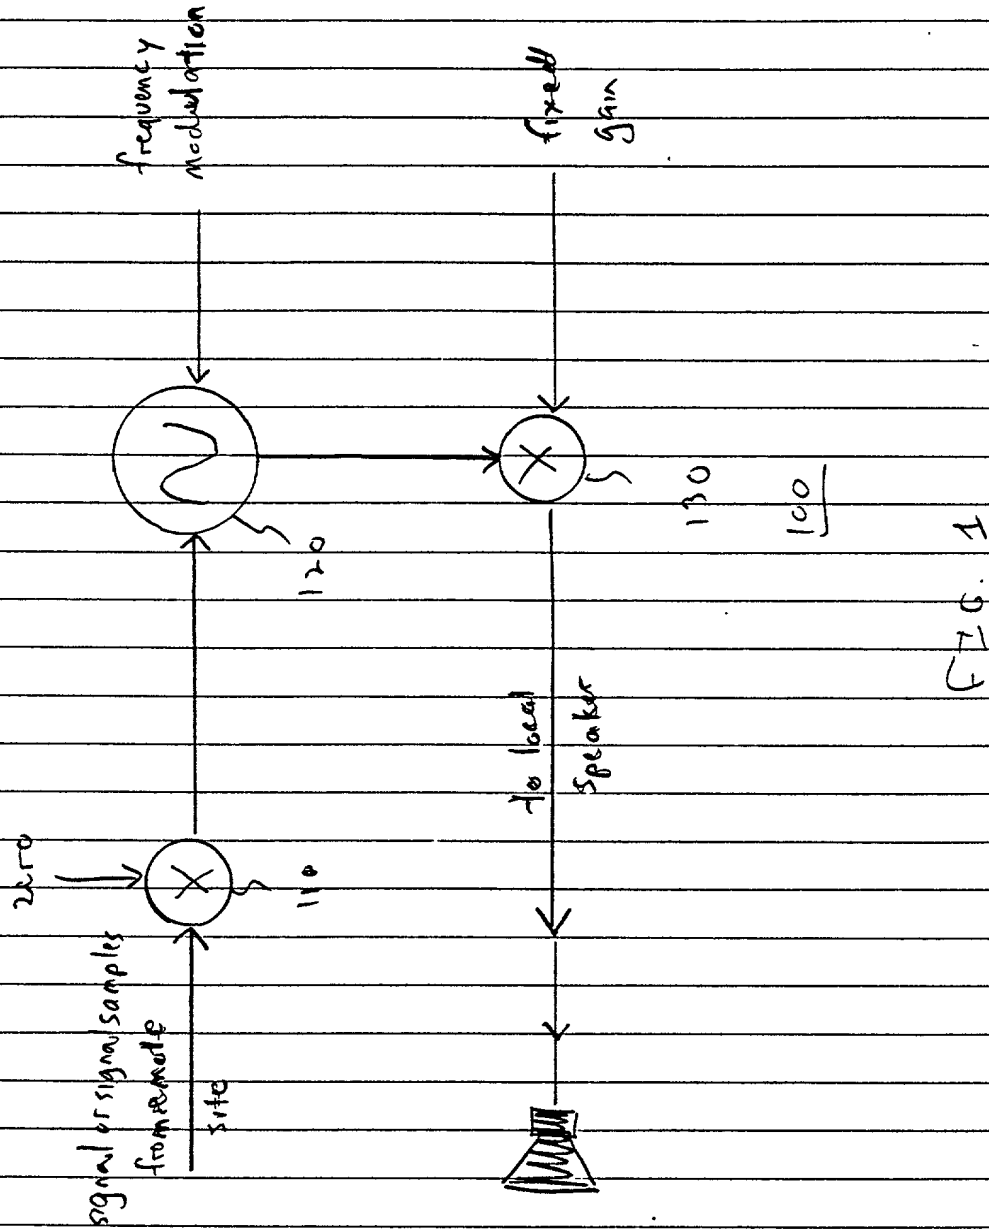 signal or signal samples
from remote
site
zero
110
120
frequency
modulation
fixed
gain
130
to local
speaker
100
FIG. 1